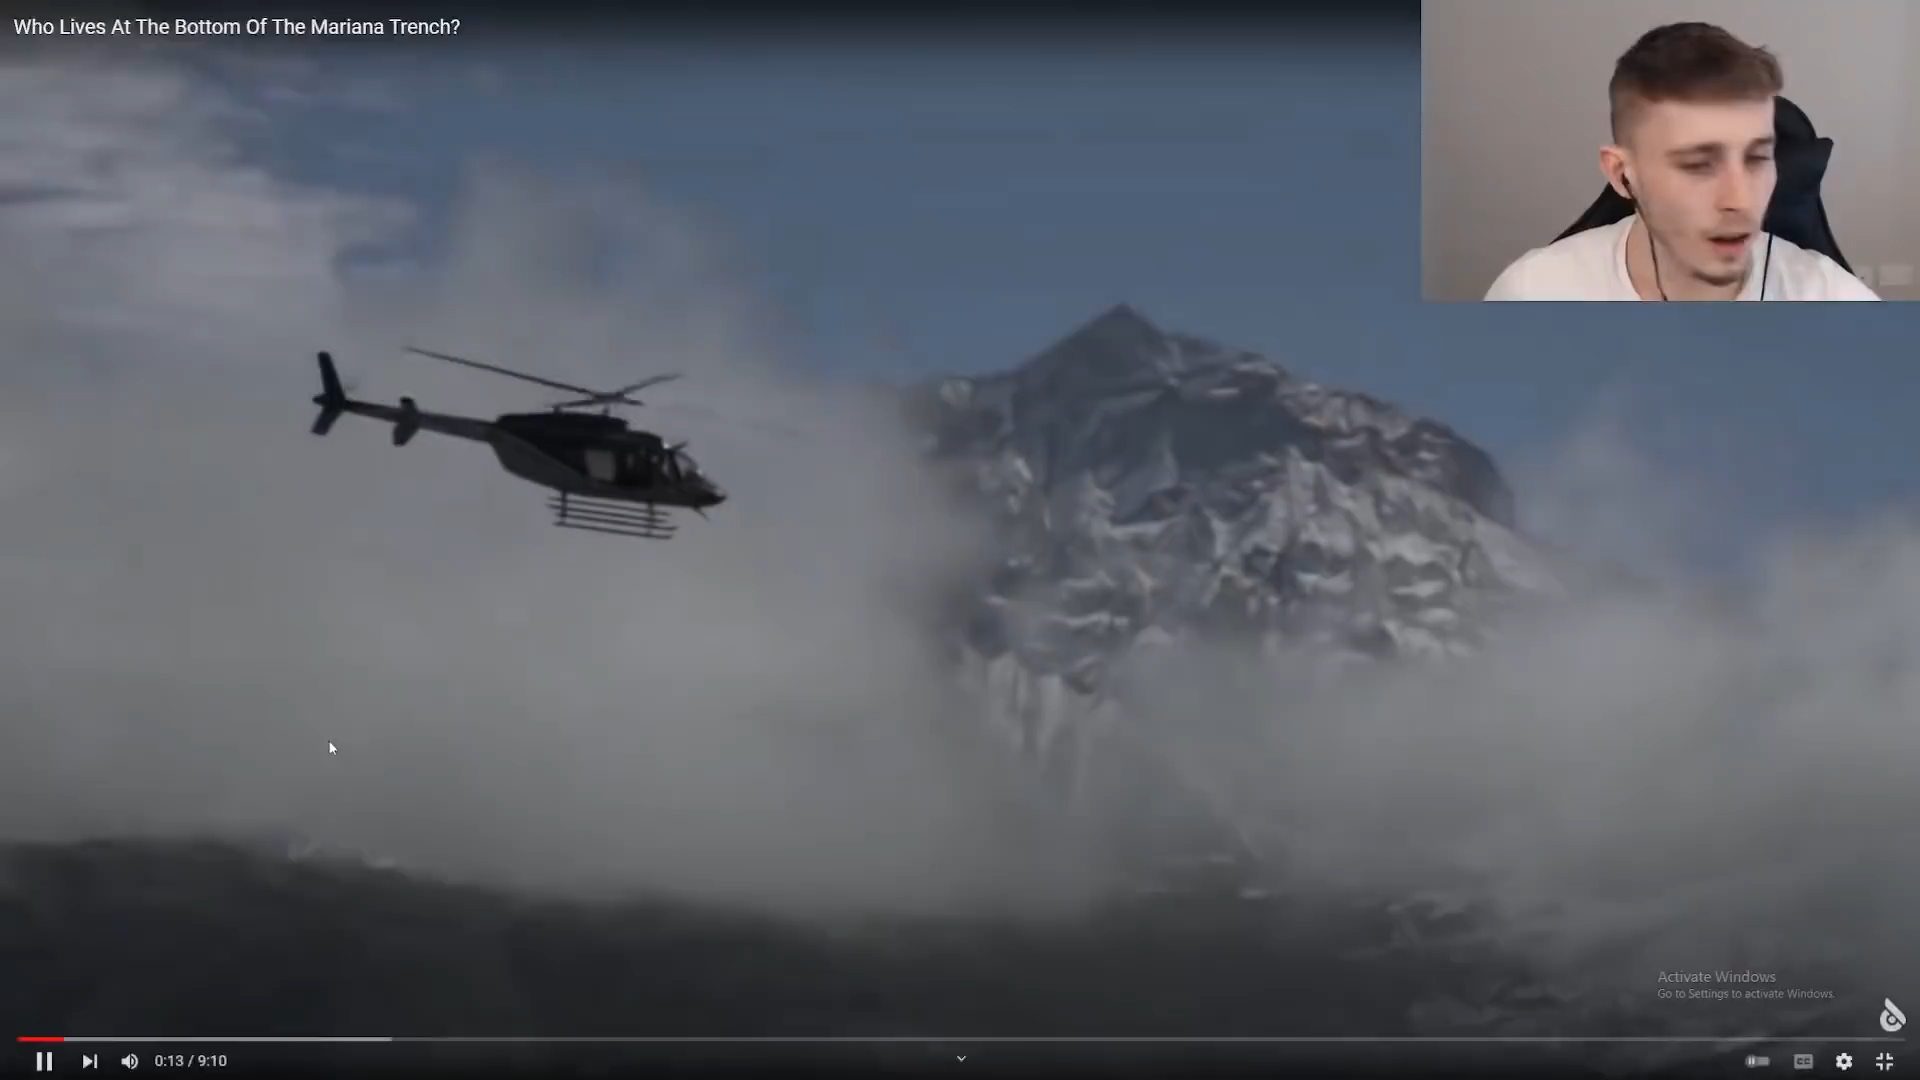 Who Lives At The Bottom Of The Mariana Trench?
Activate Windows
Go to Settings to activate Windows.
0:13 / 9:10
CC